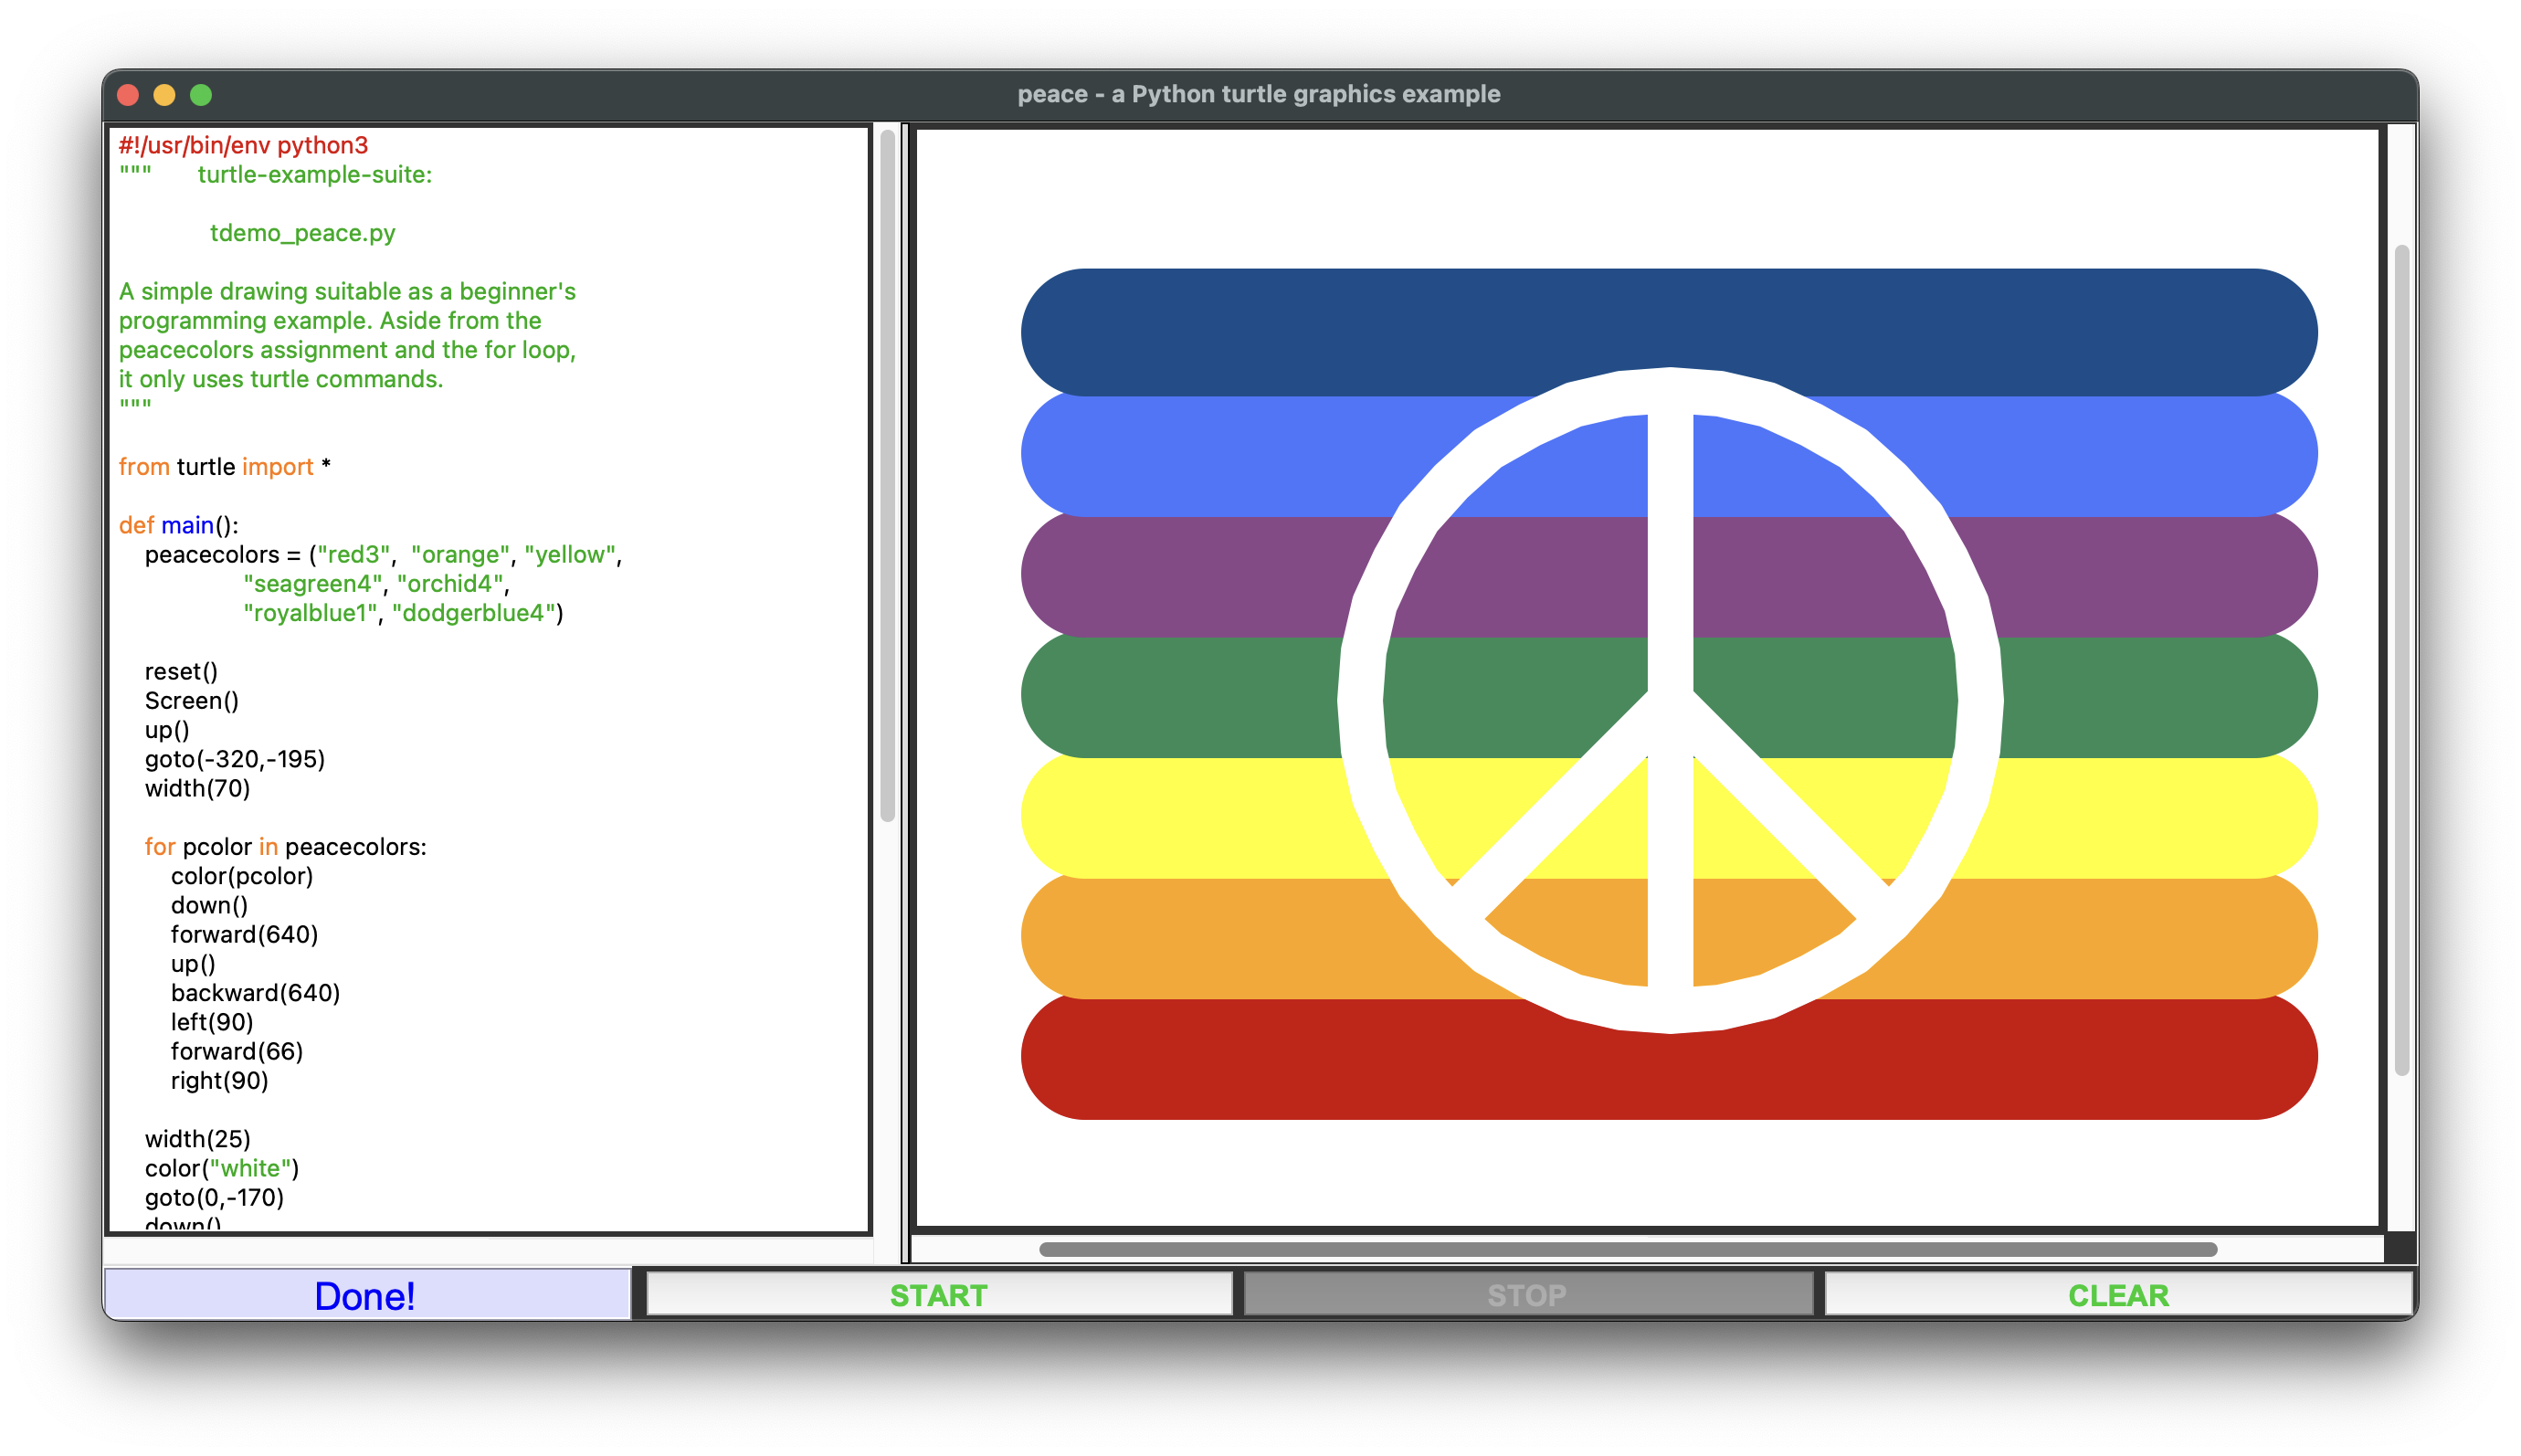 peace - a Python turtle graphics example
#!/usr/bin/env python3
"""       turtle-example-suite:
tdemo_peace.py
A simple drawing suitable as a beginner's
programming example. Aside from the
peacecolors assignment and the for loop,
it only uses turtle commands.
"""
from turtle import *
def main():
    peacecolors = ("red3",  "orange", "yellow",
                   "seagreen4", "orchid4",
                   "royalblue1", "dodgerblue4")
    reset()
    Screen()
    up()
    goto(-320,-195)
    width(70)
    for pcolor in peacecolors:
        color(pcolor)
        down()
        forward(640)
        up()
        backward(640)
        left(90)
        forward(66)
        right(90)
    width(25)
    color("white")
    goto(0,-170)
    down()
Done!
START
STOP
CLEAR